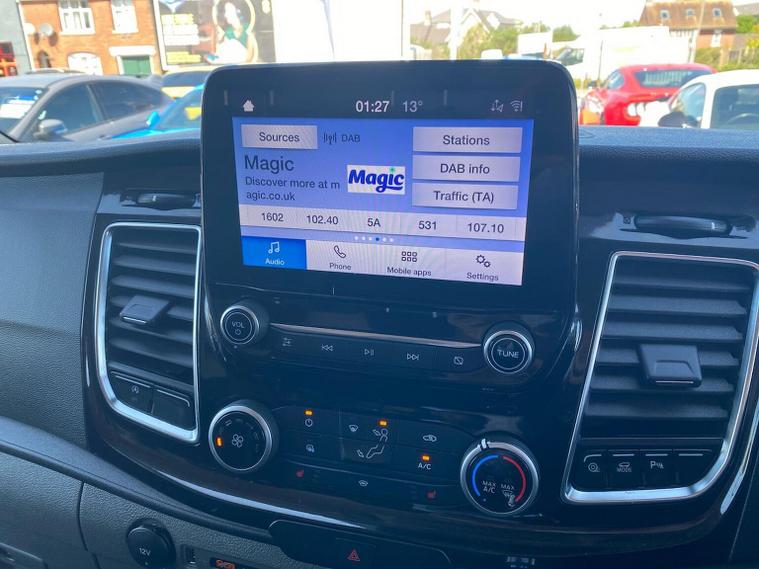 01:27 13°
Sources DAB Stations
Magic
Discover more at m
agic.co.uk
Magic
DAB info
Traffic (TA)
1602 102.40 5A 531 107.10
Audio Phone Mobile apps Settings
VOL
TUNE
A/C
MAX A/C
MAX
MODE
P
12V